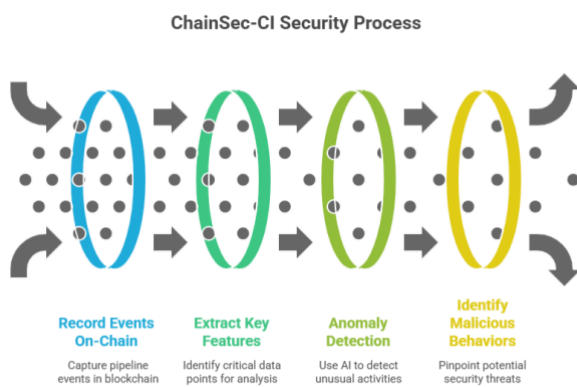 ChainSec-CI Security Process
Record Events
On-Chain
Capture pipeline
events in blockchain
Extract Key
Features
Identify critical data
points for analysis
Anomaly
Detection
Use AI to detect
unusual activities
Identify
Malicious
Behaviors
Pinpoint potential
security threats